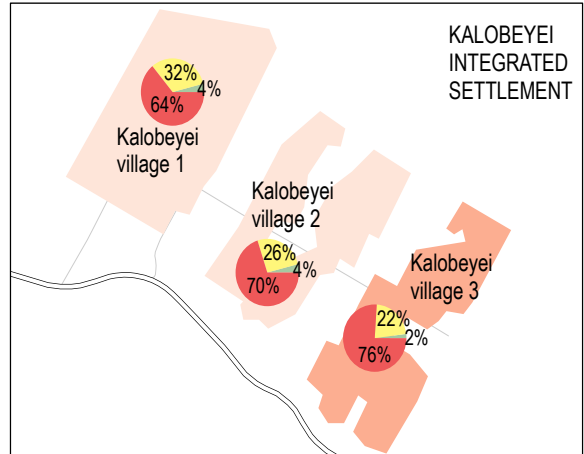 KALOBEYEI
INTEGRATED
SETTLEMENT
32%
4%
64%
Kalobeyei
village 1
Kalobeyei
village 2
26%
4%
70%
Kalobeyei
village 3
22%
2%
76%